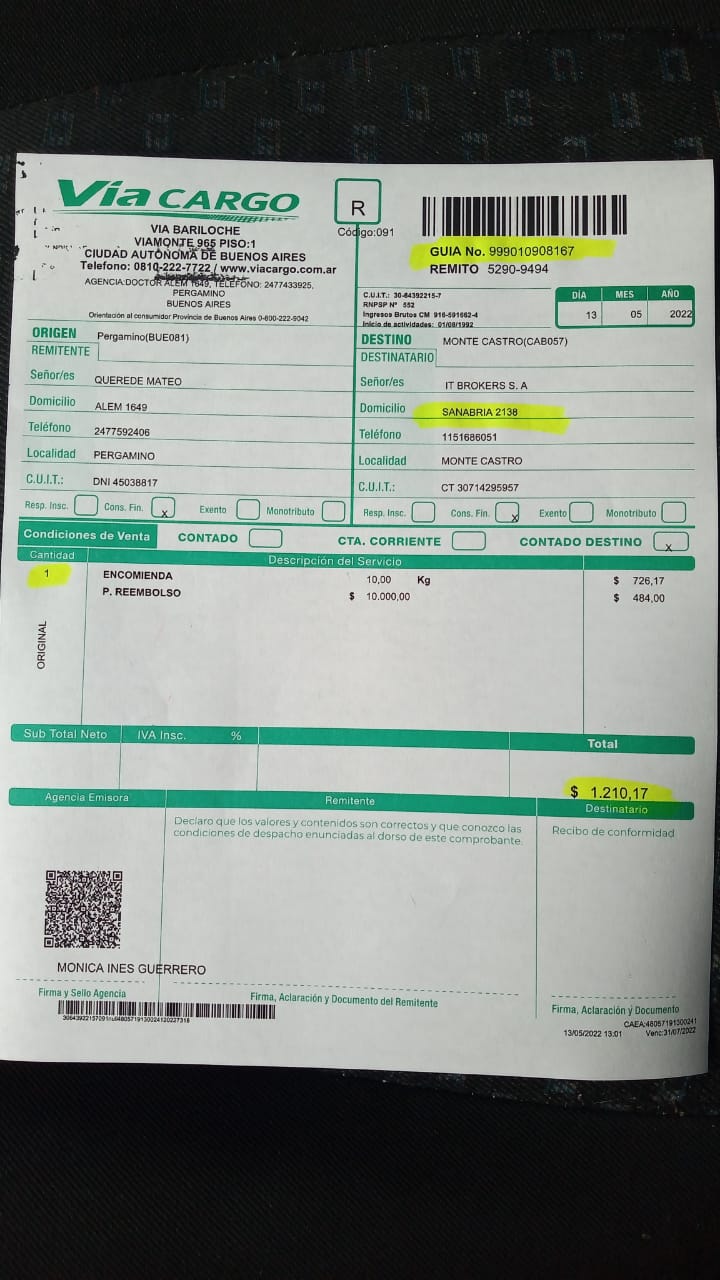 Via CARGO
VIA BARILOCHE
VIAMONTE 965 PISO:1
CIUDAD AUTÓNOMA DE BUENOS AIRES
Telefono: 0810-222-7722 / www.viacargo.com.ar
AGENCIA:DOCTOR ALEM 1649, TELEFONO: 2477433925,
PERGAMINO
BUENOS AIRES
Orientación al consumidor Provincia de Buenos Aires 0-800-222-9042
R
Código:091
GUIA No. 999010908167
REMITO 5290-9494
C.U.I.T.: 30-64392215-7
RNPSP Nº 552
Ingresos Brutos CM 916-591662-4
Inicio de actividades: 01/08/1992
DÍA MES AÑO
13 05 2022
ORIGEN Pergamino(BUE081)
REMITENTE
Señor/es QUEREDE MATEO
Domicilio ALEM 1649
Teléfono 2477592406
Localidad PERGAMINO
C.U.I.T.: DNI 45038817
Resp. Insc. Cons. Fin. x Exento Monotributo
DESTINO MONTE CASTRO(CAB057)
DESTINATARIO
Señor/es IT BROKERS S. A
Domicilio SANABRIA 2138
Teléfono 1151686051
Localidad MONTE CASTRO
C.U.I.T.: CT 30714295957
Resp. Insc. Cons. Fin. x Exento Monotributo
Condiciones de Venta CONTADO CTA. CORRIENTE CONTADO DESTINO x
Cantidad Descripción del Servicio
1 ENCOMIENDA 10,00 Kg $ 726,17
P. REEMBOLSO $ 10.000,00 $ 484,00
ORIGINAL
Sub Total Neto IVA Insc. % Total
$ 1.210,17
Agencia Emisora Remitente Destinatario
Declaro que los valores y contenidos son correctos y que conozco las
condiciones de despacho enunciadas al dorso de este comprobante.
Recibo de conformidad
MONICA INES GUERRERO
Firma y Sello Agencia
Firma, Aclaración y Documento del Remitente
Firma, Aclaración y Documento
CAEA:48057191300241
13/05/2022 13:01 Venc:31/07/2022